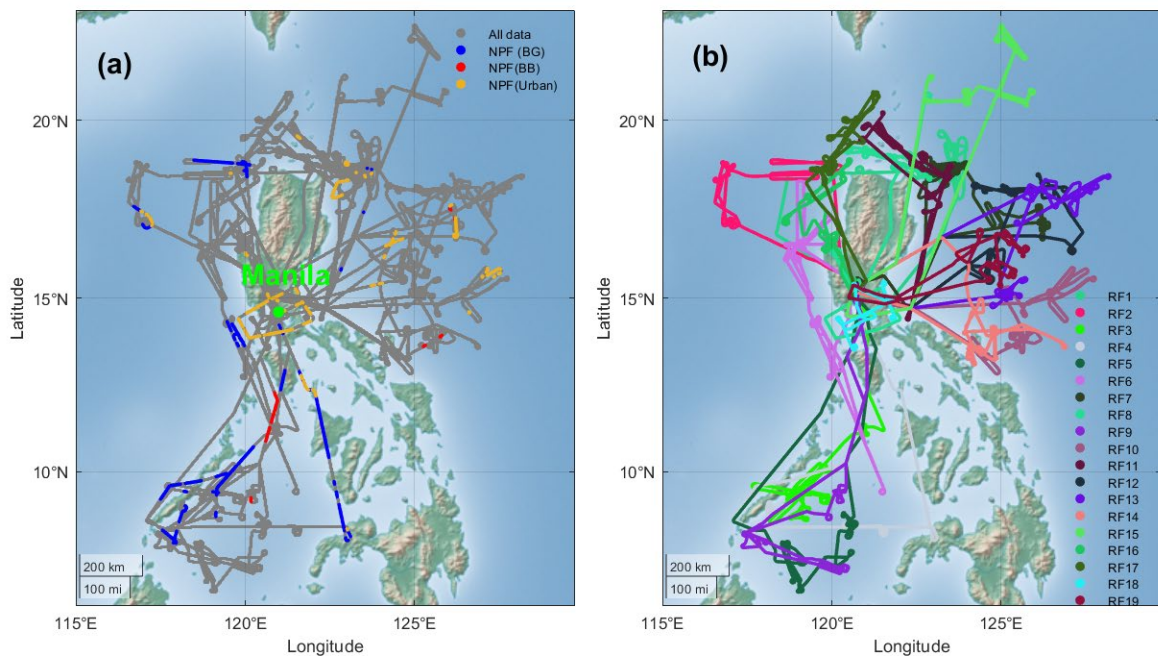 (a)
All data
NPF (BG)
NPF(BB)
NPF(Urban)
20°N
15°N
10°N
Latitude
Manila
200 km
100 mi
115°E
120°E
125°E
Longitude
(b)
20°N
15°N
10°N
Latitude
RF1
RF2
RF3
RF4
RF5
RF6
RF7
RF8
RF9
RF10
RF11
RF12
RF13
RF14
RF15
RF16
RF17
RF18
RF19
200 km
100 mi
115°E
120°E
125°E
Longitude